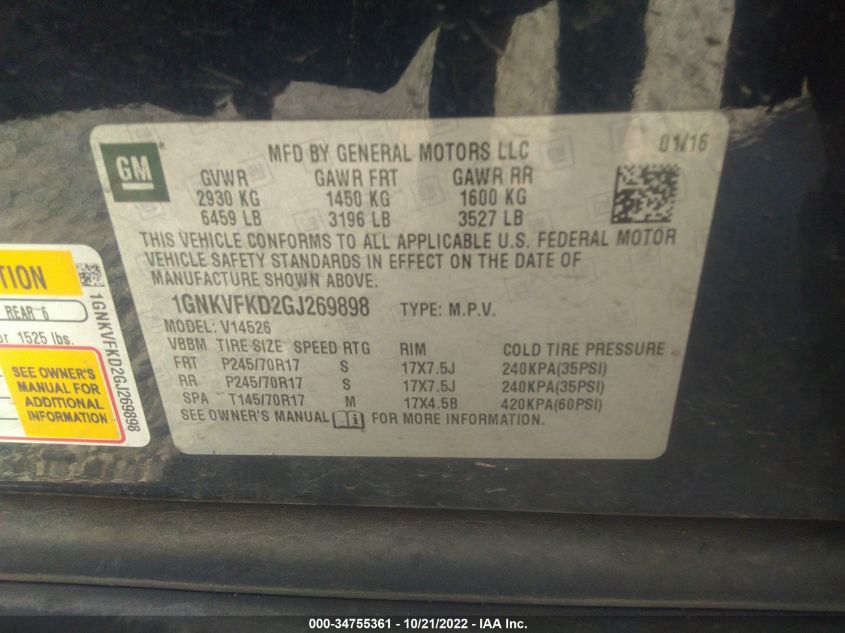 GM
MFD BY GENERAL MOTORS LLC
01/16
GVWR GAWR FRT GAWR RR
2930 KG 1450 KG 1600 KG
6459 LB 3196 LB 3527 LB
THIS VEHICLE CONFORMS TO ALL APPLICABLE U.S. FEDERAL MOTOR
VEHICLE SAFETY STANDARDS IN EFFECT ON THE DATE OF
MANUFACTURE SHOWN ABOVE.
1GNKVFKD2GJ269898 TYPE: M.P.V.
MODEL: V14526
VBBM TIRE SIZE SPEED RTG RIM COLD TIRE PRESSURE
FRT P245/70R17 S 17X7.5J 240KPA(35PSI)
RR P245/70R17 S 17X7.5J 240KPA(35PSI)
SPA T145/70R17 M 17X4.5B 420KPA(60PSI)
SEE OWNER'S MANUAL FOR MORE INFORMATION.
REAR 6
1525 lbs.
SEE OWNER'S
MANUAL FOR
ADDITIONAL
INFORMATION
1GNKVFKD2GJ269898
000-34755361 - 10/21/2022 - IAA Inc.